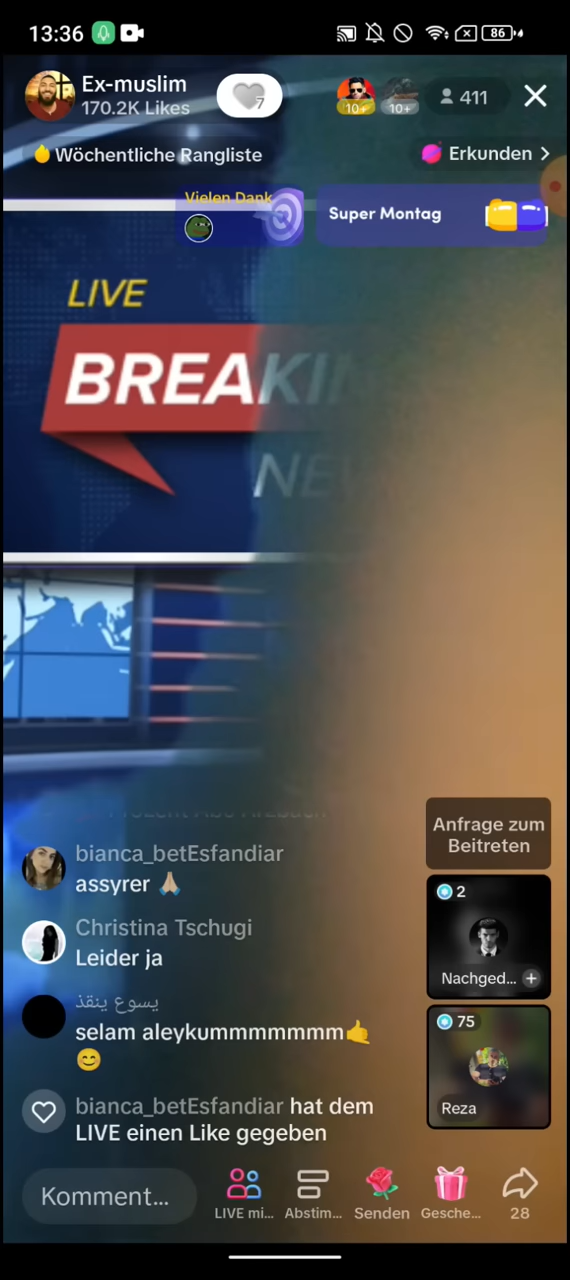 13:36
86
Ex-muslim
170.2K Likes
7
10+
10+
411
Wöchentliche Rangliste
Erkunden
Vielen Dank
Super Montag
LIVE
BREAKIN
NE
bianca_betEsfandiar
assyrer 🙏🏼
Christina Tschugi
Leider ja
يسوع ينقذ
selam aleykummmmmmm🤙
😊
bianca_betEsfandiar hat dem
LIVE einen Like gegeben
Anfrage zum
Beitreten
2
Nachged... +
75
Reza
Komment...
LIVE mi...
Abstim...
Senden
Gesche...
28